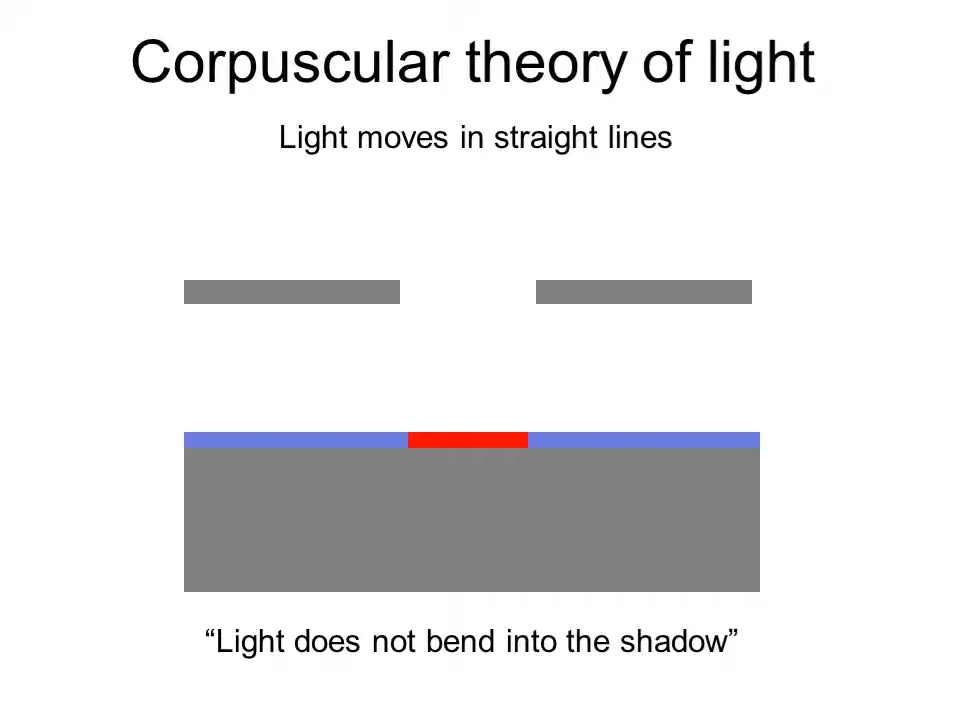 Corpuscular theory of light
Light moves in straight lines
“Light does not bend into the shadow”